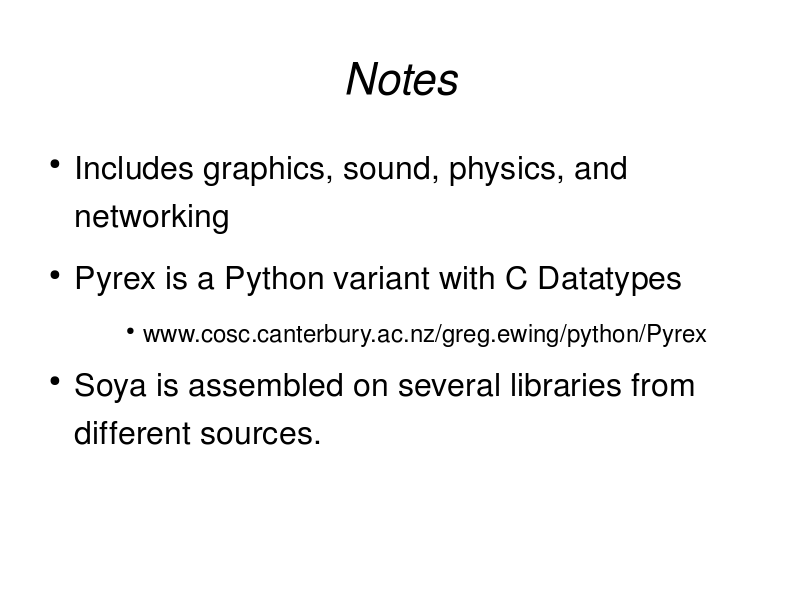 Notes
• Includes graphics, sound, physics, and
networking
• Pyrex is a Python variant with C Datatypes
• www.cosc.canterbury.ac.nz/greg.ewing/python/Pyrex
• Soya is assembled on several libraries from
different sources.